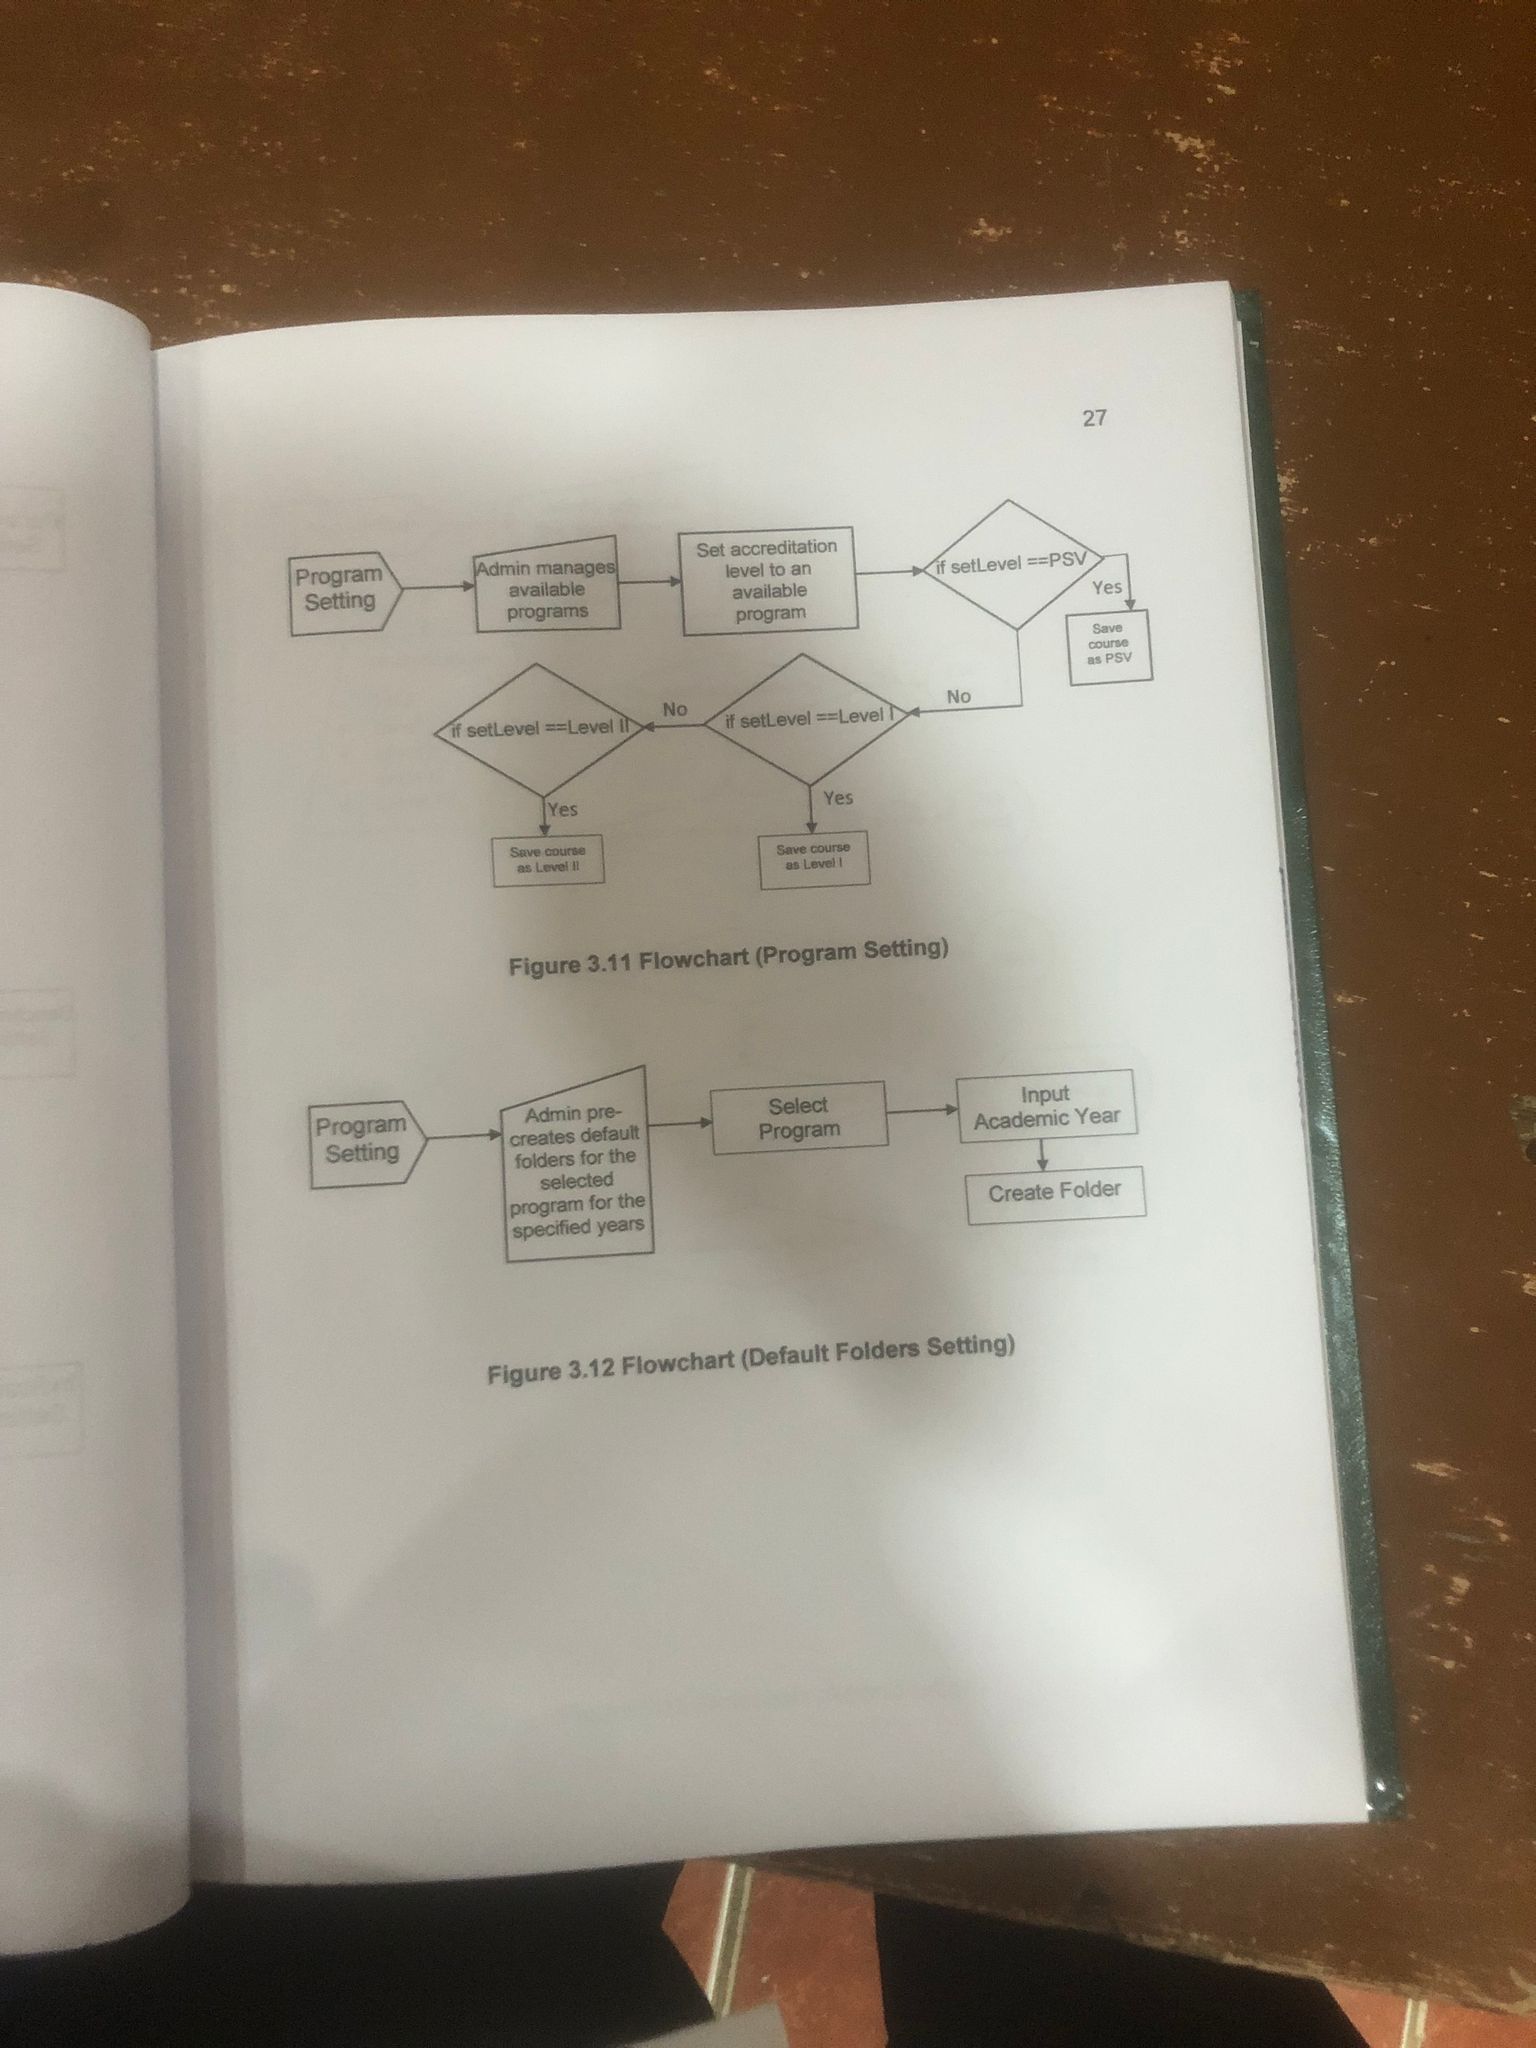 27
Program
Setting
Admin manages
available
programs
Set accreditation
level to an
available
program
if setLevel ==PSV
Yes
Save
course
as PSV
No
if setLevel ==Level I
No
if setLevel ==Level II
Yes
Save course
as Level I
Yes
Save course
as Level II
Figure 3.11 Flowchart (Program Setting)
Program
Setting
Admin pre-
creates default
folders for the
selected
program for the
specified years
Select
Program
Input
Academic Year
Create Folder
Figure 3.12 Flowchart (Default Folders Setting)